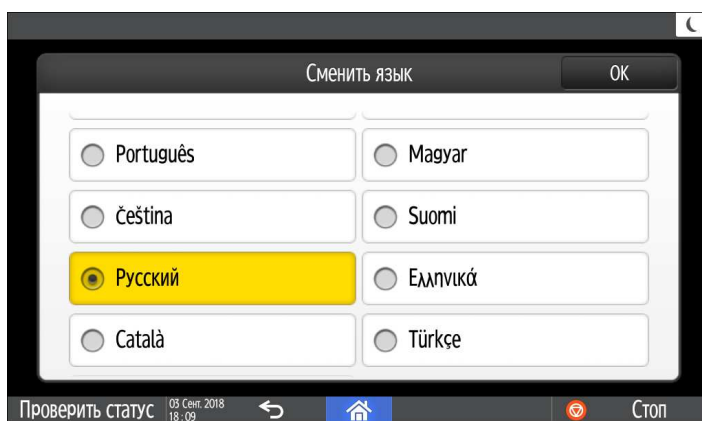 Сменить язык OK
Português Magyar
Čeština Suomi
Русский Ελληνικά
Català Türkçe
Проверить статус 03 Сент. 2018 Стоп
18 : 09